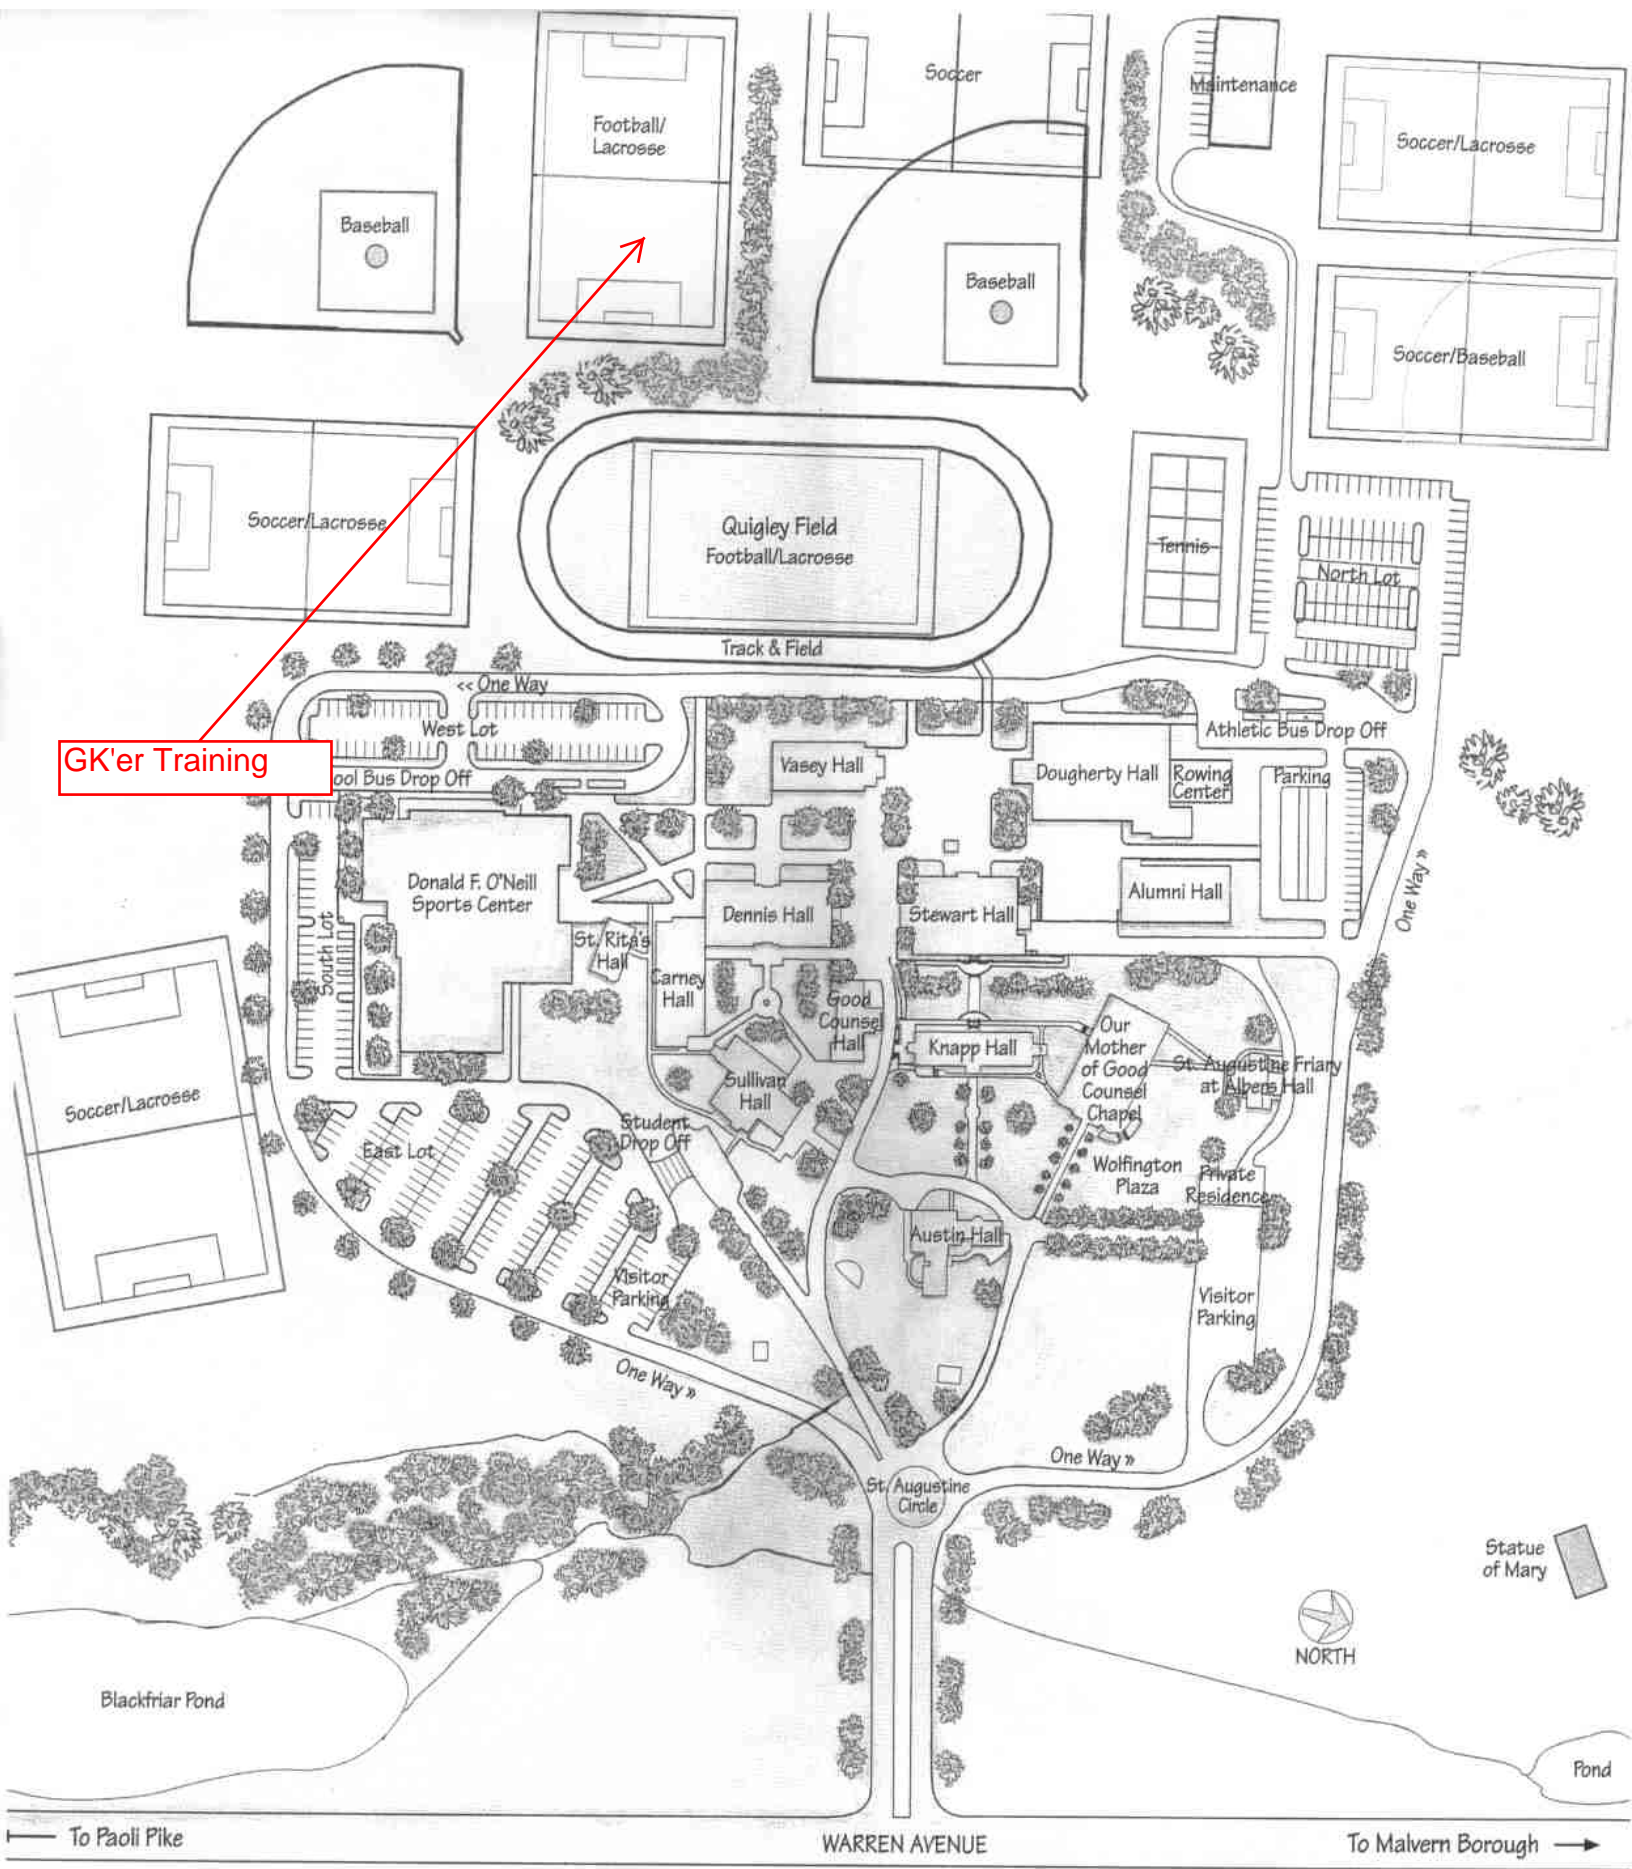 Soccer
Maintenance
Football/
Lacrosse
Soccer/Lacrosse
Baseball
Baseball
Soccer/Baseball
Soccer/Lacrosse
Quigley Field
Football/Lacrosse
Tennis
North Lot
Track & Field
<< One Way
West Lot
Athletic Bus Drop Off
GK'er Training
ool Bus Drop Off
Vasey Hall
Dougherty Hall
Rowing
Center
Parking
Donald F. O'Neill
Sports Center
Dennis Hall
Stewart Hall
Alumni Hall
One Way »
South Lot
St. Rita's
Hall
Carney
Hall
Good
Counsel
Hall
Knapp Hall
Our
Mother
of Good
Counsel
Chapel
St. Augustine Friary
at Albers Hall
Soccer/Lacrosse
Sullivan
Hall
Student
Drop Off
East Lot
Wolfington
Plaza
Private
Residence
Austin Hall
Visitor
Parking
Visitor
Parking
One Way »
One Way »
St. Augustine
Circle
Statue
of Mary
NORTH
Blackfriar Pond
Pond
To Paoli Pike
WARREN AVENUE
To Malvern Borough